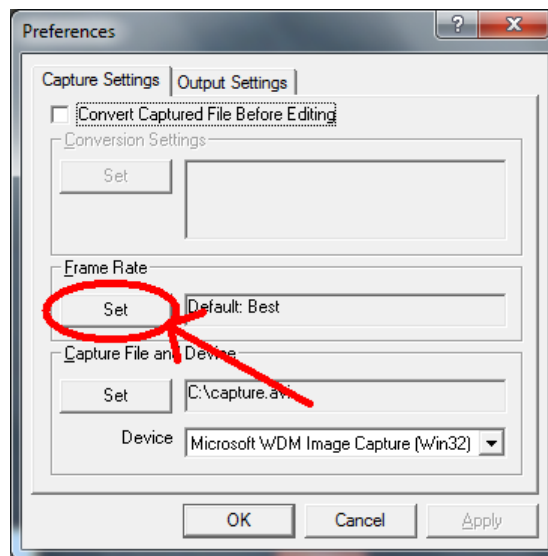 Preferences
?
X
Capture Settings
Output Settings
Convert Captured File Before Editing
Conversion Settings
Set
Frame Rate
Set
Default: Best
Capture File and Device
Set
C:\capture.avi
Device
Microsoft WDM Image Capture (Win32)
OK
Cancel
Apply